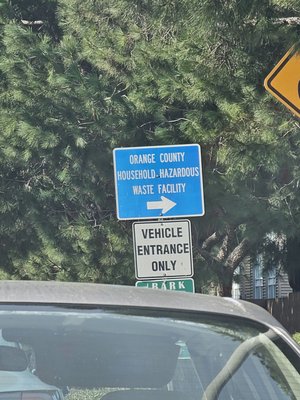 ORANGE COUNTY
HOUSEHOLD-HAZARDOUS
WASTE FACILITY
VEHICLE
ENTRANCE
ONLY